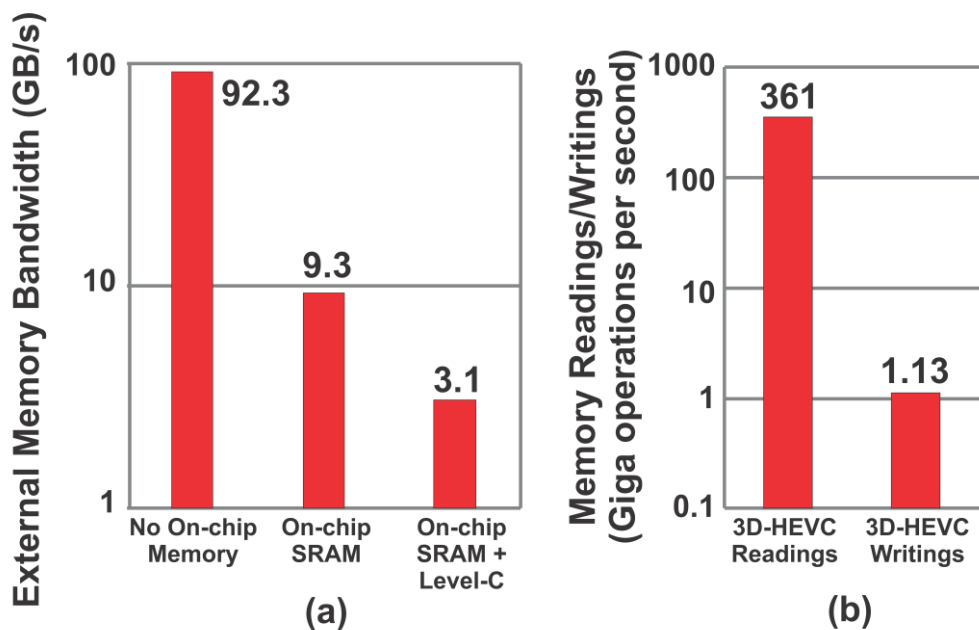 External Memory Bandwidth (GB/s)
100
10
1
92.3
9.3
3.1
No On-chip
Memory
On-chip
SRAM
On-chip
SRAM +
Level-C
(a)
Memory Readings/Writings
(Giga operations per second)
1000
100
10
1
0.1
361
1.13
3D-HEVC
Readings
3D-HEVC
Writings
(b)